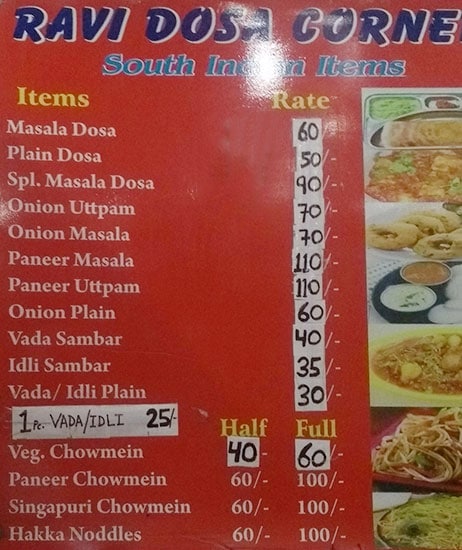 RAVI DOSA CORNE
South Indian Items
Items Rate
Masala Dosa 60
Plain Dosa 50/-
Spl. Masala Dosa 90/-
Onion Uttpam 70/-
Onion Masala 70/-
Paneer Masala 110/-
Paneer Uttpam 110/-
Onion Plain 60/-
Vada Sambar 40/-
Idli Sambar 35/-
Vada/ Idli Plain 30/-
1 Pc. VADA/IDLI 25/-
Half Full
Veg. Chowmein 40- 60/-
Paneer Chowmein 60/- 100/-
Singapuri Chowmein 60/- 100/-
Hakka Noddles 60/- 100/-